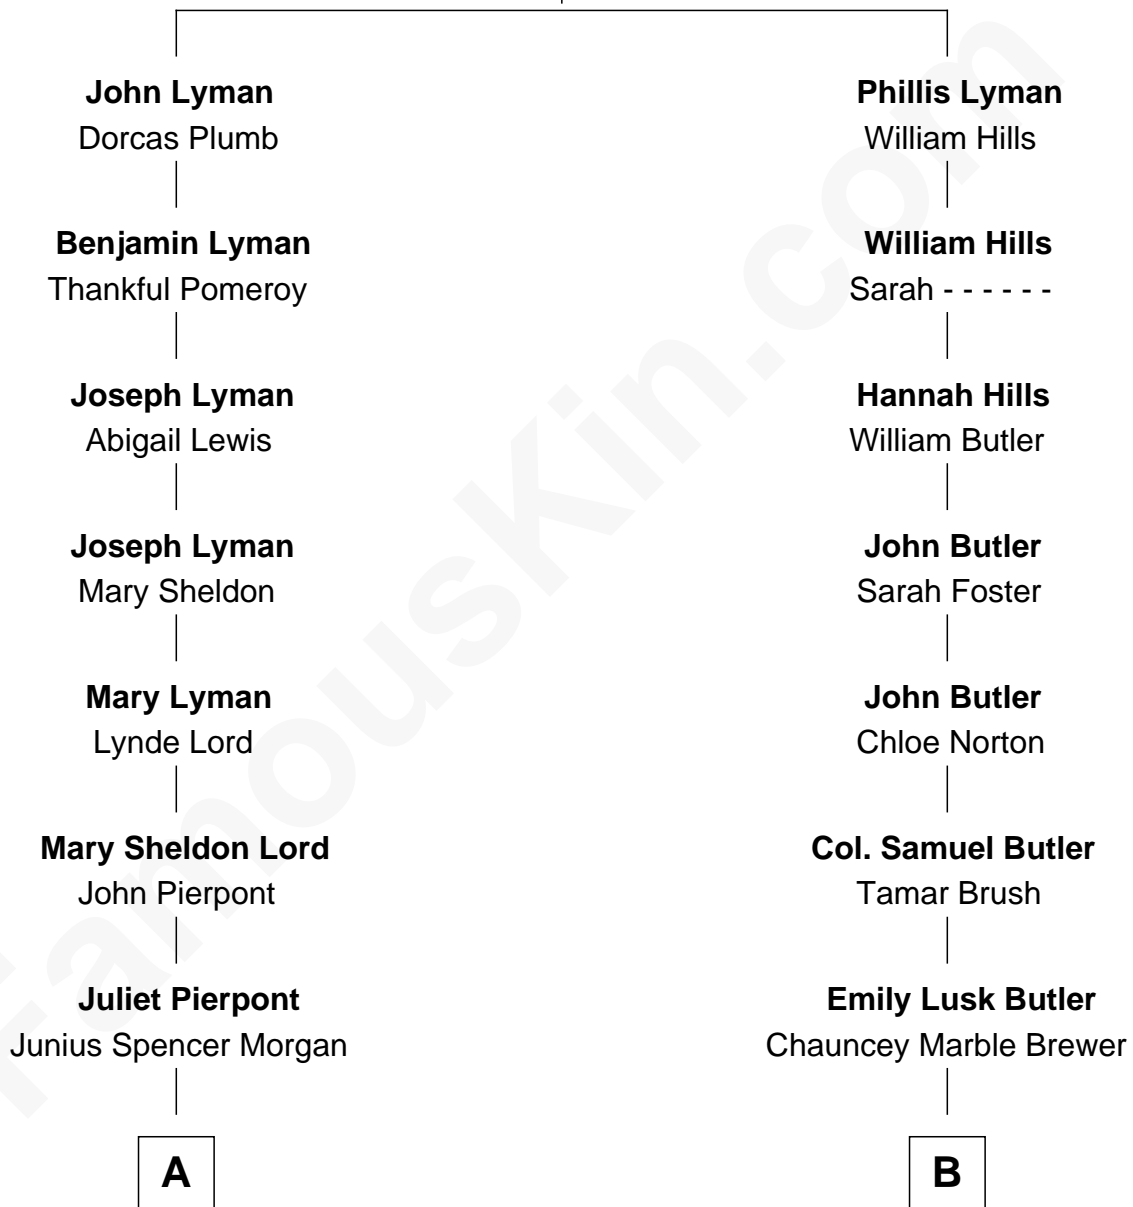 John Lyman
Dorcas Plumb
Benjamin Lyman
Thankful Pomeroy
Joseph Lyman
Abigail Lewis
Joseph Lyman
Mary Sheldon
Mary Lyman
Lynde Lord
Mary Sheldon Lord
John Pierpont
Juliet Pierpont
Junius Spencer Morgan
A
Phillis Lyman
William Hills
William Hills
Sarah - - - - - -
Hannah Hills
William Butler
John Butler
Sarah Foster
John Butler
Chloe Norton
Col. Samuel Butler
Tamar Brush
Emily Lusk Butler
Chauncey Marble Brewer
B
FamousKin.com